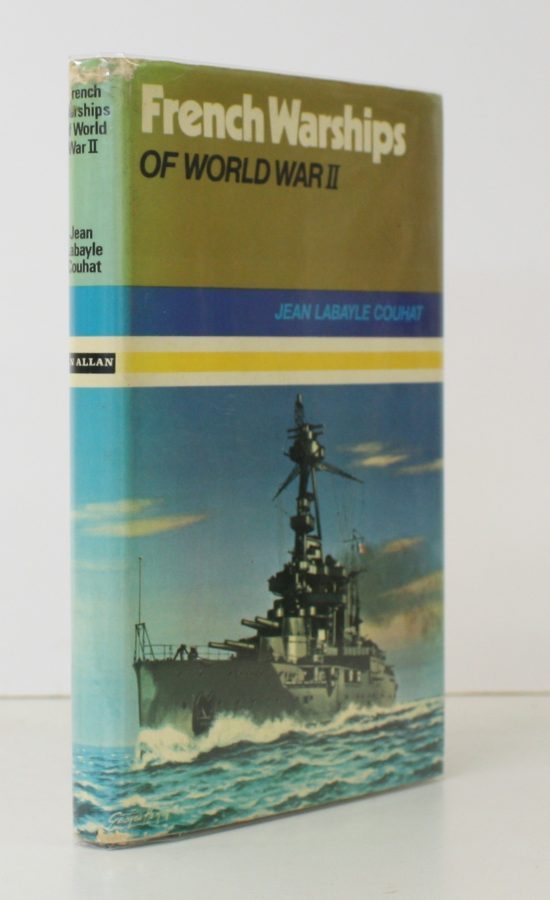 French Warships
OF WORLD WAR II
JEAN LABAYLE COUHAT
French
Warships
of World
War II
Jean
Labayle
Couhat
N ALLAN